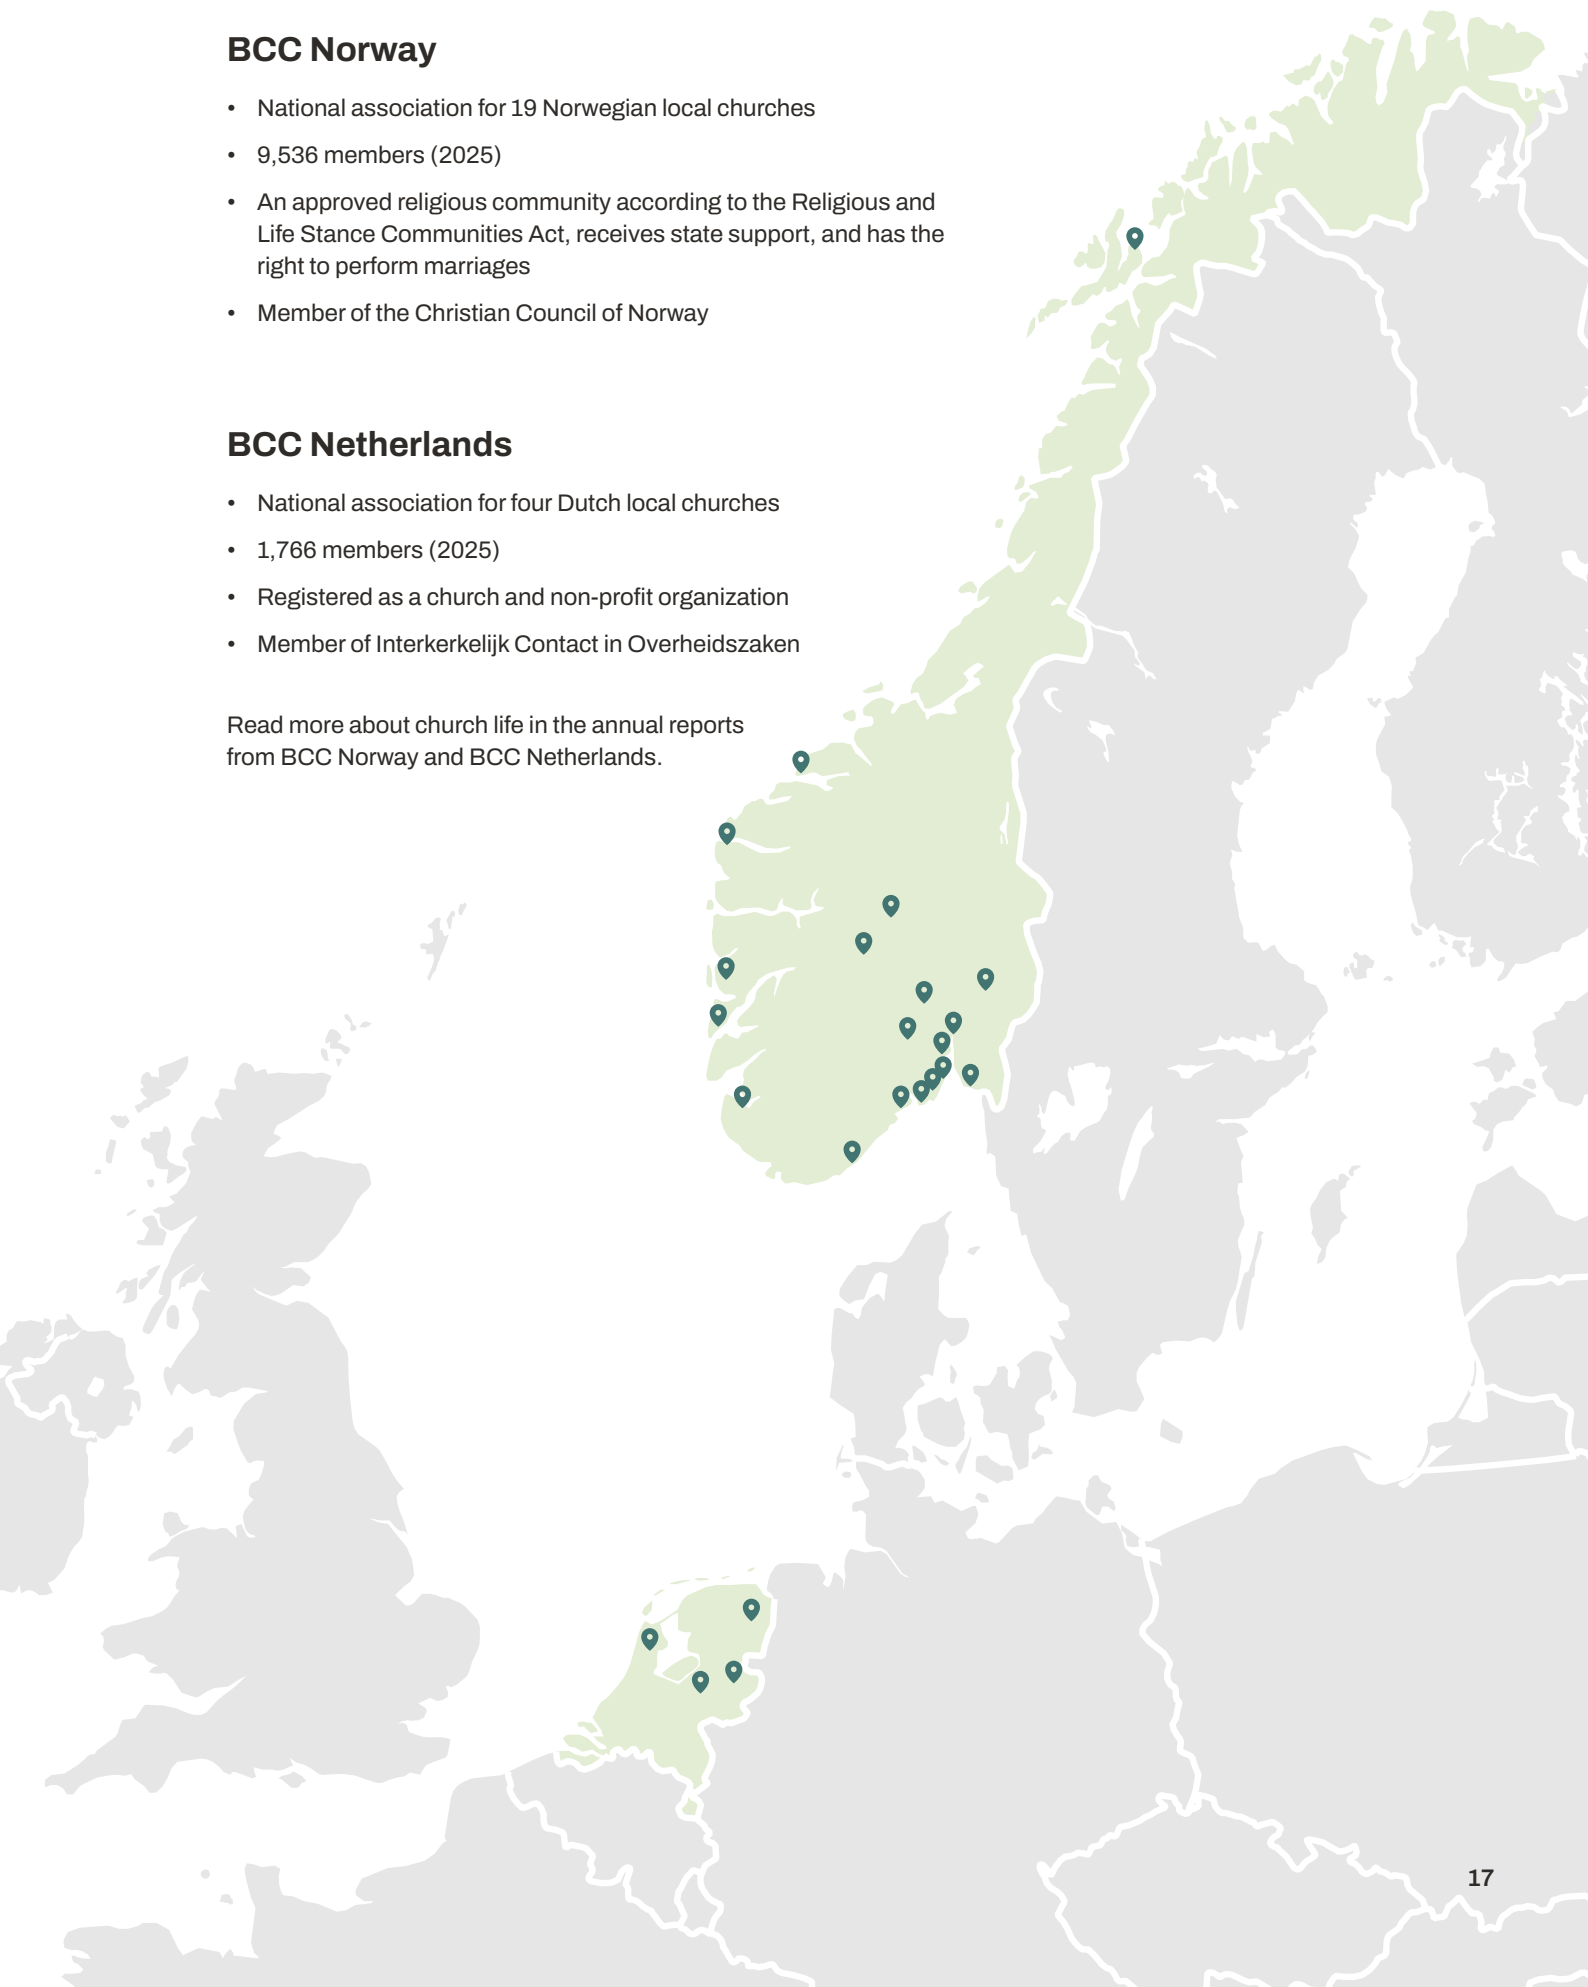 BCC Norway
• National association for 19 Norwegian local churches
• 9,536 members (2025)
• An approved religious community according to the Religious and
Life Stance Communities Act, receives state support, and has the
right to perform marriages
• Member of the Christian Council of Norway
BCC Netherlands
• National association for four Dutch local churches
• 1,766 members (2025)
• Registered as a church and non-profit organization
• Member of Interkerkelijk Contact in Overheidszaken
Read more about church life in the annual reports
from BCC Norway and BCC Netherlands.
17